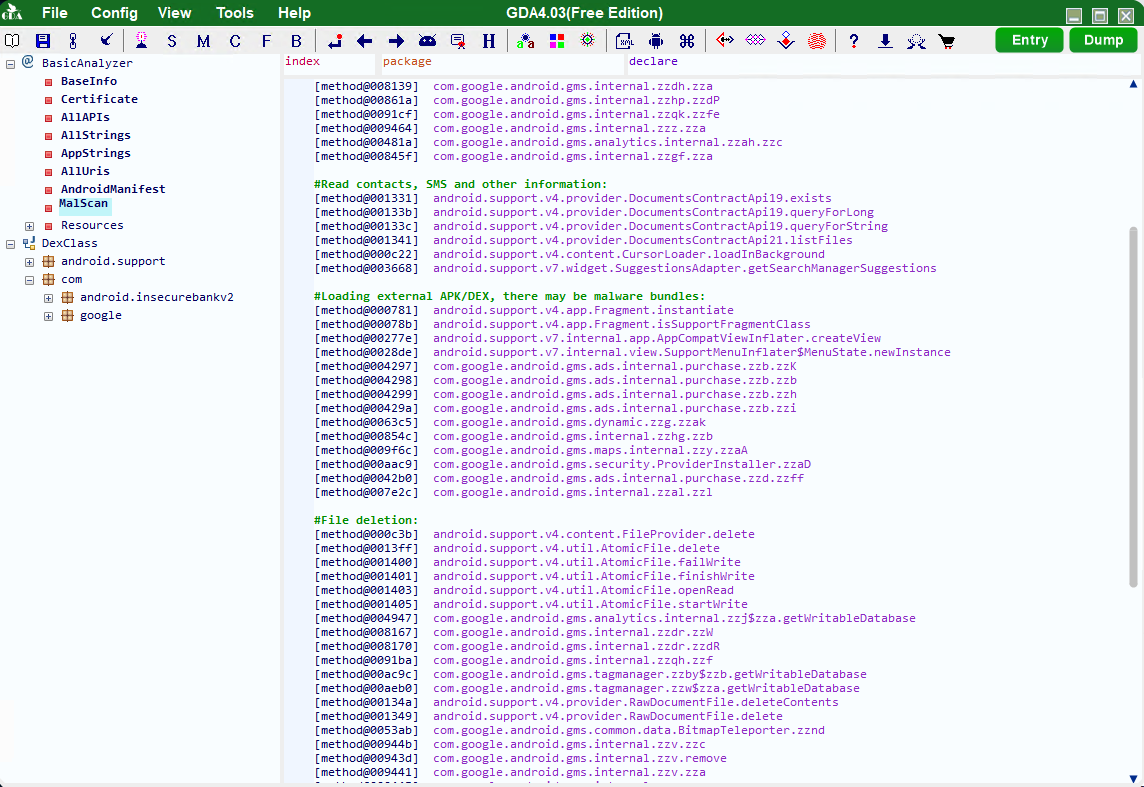 GDA File Config View Tools Help GDA4.03(Free Edition)
S M C F B H a a XML ? Entry Dump
index package declare
@ BasicAnalyzer
BaseInfo
Certificate
AllAPIs
AllStrings
AppStrings
AllUris
AndroidManifest
MalScan
Resources
DexClass
android.support
com
android.insecurebankv2
google
[method@008139] com.google.android.gms.internal.zzdh.zza
[method@00861a] com.google.android.gms.internal.zzhp.zzdP
[method@0091cf] com.google.android.gms.internal.zzqk.zzfe
[method@009464] com.google.android.gms.internal.zzz.zza
[method@00481a] com.google.android.gms.analytics.internal.zzah.zzc
[method@00845f] com.google.android.gms.internal.zzgf.zza
#Read contacts, SMS and other information:
[method@001331] android.support.v4.provider.DocumentsContractApi19.exists
[method@00133b] android.support.v4.provider.DocumentsContractApi19.queryForLong
[method@00133c] android.support.v4.provider.DocumentsContractApi19.queryForString
[method@001341] android.support.v4.provider.DocumentsContractApi21.listFiles
[method@000c22] android.support.v4.content.CursorLoader.loadInBackground
[method@003668] android.support.v7.widget.SuggestionsAdapter.getSearchManagerSuggestions
#Loading external APK/DEX, there may be malware bundles:
[method@000781] android.support.v4.app.Fragment.instantiate
[method@00078b] android.support.v4.app.Fragment.isSupportFragmentClass
[method@00277e] android.support.v7.internal.app.AppCompatViewInflater.createView
[method@0028de] android.support.v7.internal.view.SupportMenuInflater$MenuState.newInstance
[method@004297] com.google.android.gms.ads.internal.purchase.zzb.zzK
[method@004298] com.google.android.gms.ads.internal.purchase.zzb.zzb
[method@004299] com.google.android.gms.ads.internal.purchase.zzb.zzh
[method@00429a] com.google.android.gms.ads.internal.purchase.zzb.zzi
[method@0063c5] com.google.android.gms.dynamic.zzg.zzak
[method@00854c] com.google.android.gms.internal.zzhg.zzb
[method@009f6c] com.google.android.gms.maps.internal.zzy.zzaA
[method@00aac9] com.google.android.gms.security.ProviderInstaller.zzaD
[method@0042b0] com.google.android.gms.ads.internal.purchase.zzd.zzff
[method@007e2c] com.google.android.gms.internal.zzal.zzl
#File deletion:
[method@000c3b] android.support.v4.content.FileProvider.delete
[method@0013ff] android.support.v4.util.AtomicFile.delete
[method@001400] android.support.v4.util.AtomicFile.failWrite
[method@001401] android.support.v4.util.AtomicFile.finishWrite
[method@001403] android.support.v4.util.AtomicFile.openRead
[method@001405] android.support.v4.util.AtomicFile.startWrite
[method@004947] com.google.android.gms.analytics.internal.zzj$zza.getWritableDatabase
[method@008167] com.google.android.gms.internal.zzdr.zzW
[method@008170] com.google.android.gms.internal.zzdr.zzdR
[method@0091ba] com.google.android.gms.internal.zzqh.zzf
[method@00ac9c] com.google.android.gms.tagmanager.zzby$zzb.getWritableDatabase
[method@00aeb0] com.google.android.gms.tagmanager.zzw$zza.getWritableDatabase
[method@00134a] android.support.v4.provider.RawDocumentFile.deleteContents
[method@001349] android.support.v4.provider.RawDocumentFile.delete
[method@0053ab] com.google.android.gms.common.data.BitmapTeleporter.zznd
[method@00944b] com.google.android.gms.internal.zzv.zzc
[method@00943d] com.google.android.gms.internal.zzv.remove
[method@009441] com.google.android.gms.internal.zzv.zza